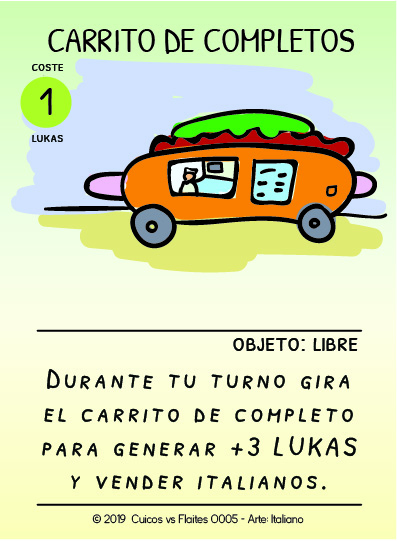 CARRITO DE COMPLETOS
COSTE
1
LUKAS
OBJETO: LIBRE
DURANTE TU TURNO GIRA
EL CARRITO DE COMPLETO
PARA GENERAR +3 LUKAS
Y VENDER ITALIANOS.
© 2019 Cuicos vs Flaites 0005 - Arte: Italiano